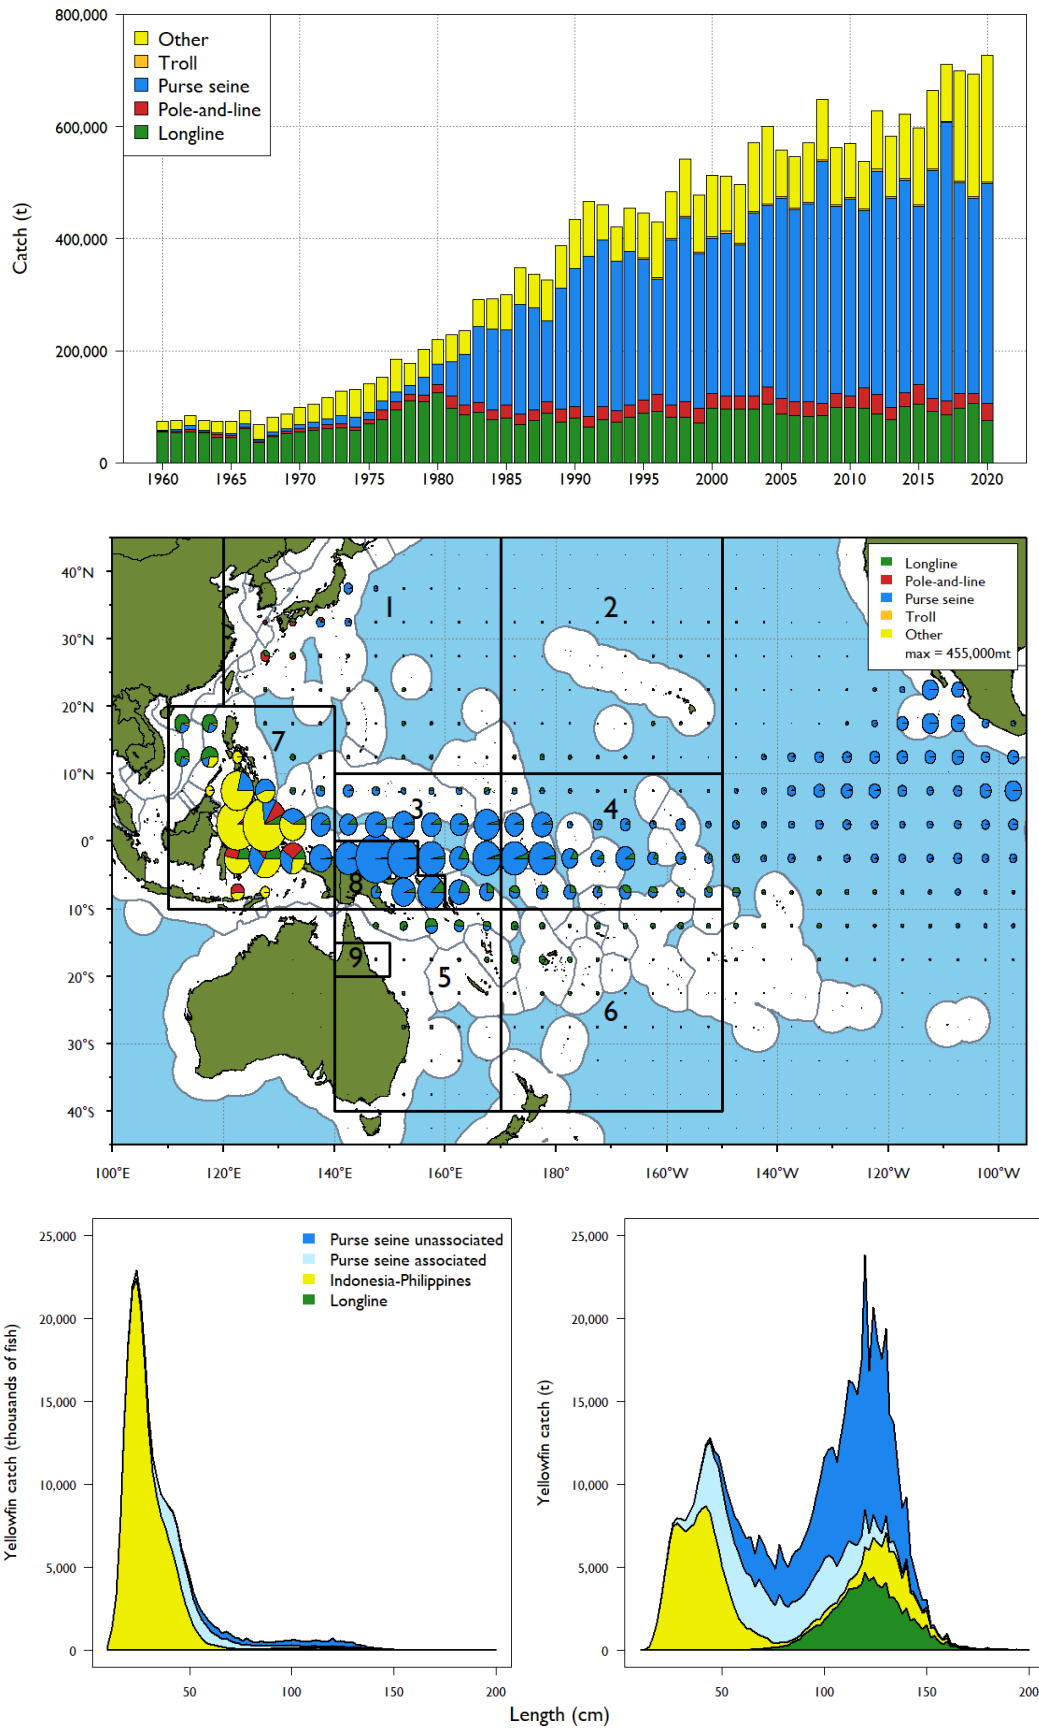 800,000
600,000
400,000
200,000
0
Catch (t)
Other
Troll
Purse seine
Pole-and-line
Longline
1960 1965 1970 1975 1980 1985 1990 1995 2000 2005 2010 2015 2020
40°N
30°N
20°N
10°N
0°
10°S
20°S
30°S
40°S
1
2
7
3
4
8
9
5
6
Longline
Pole-and-line
Purse seine
Troll
Other
max = 455,000mt
100°E 120°E 140°E 160°E 180° 160°W 140°W 120°W 100°W
25,000
20,000
15,000
10,000
5,000
0
Yellowfin catch (thousands of fish)
Purse seine unassociated
Purse seine associated
Indonesia-Philippines
Longline
50 100 150 200
25,000
20,000
15,000
10,000
5,000
0
Yellowfin catch (t)
50 100 150 200
Length (cm)